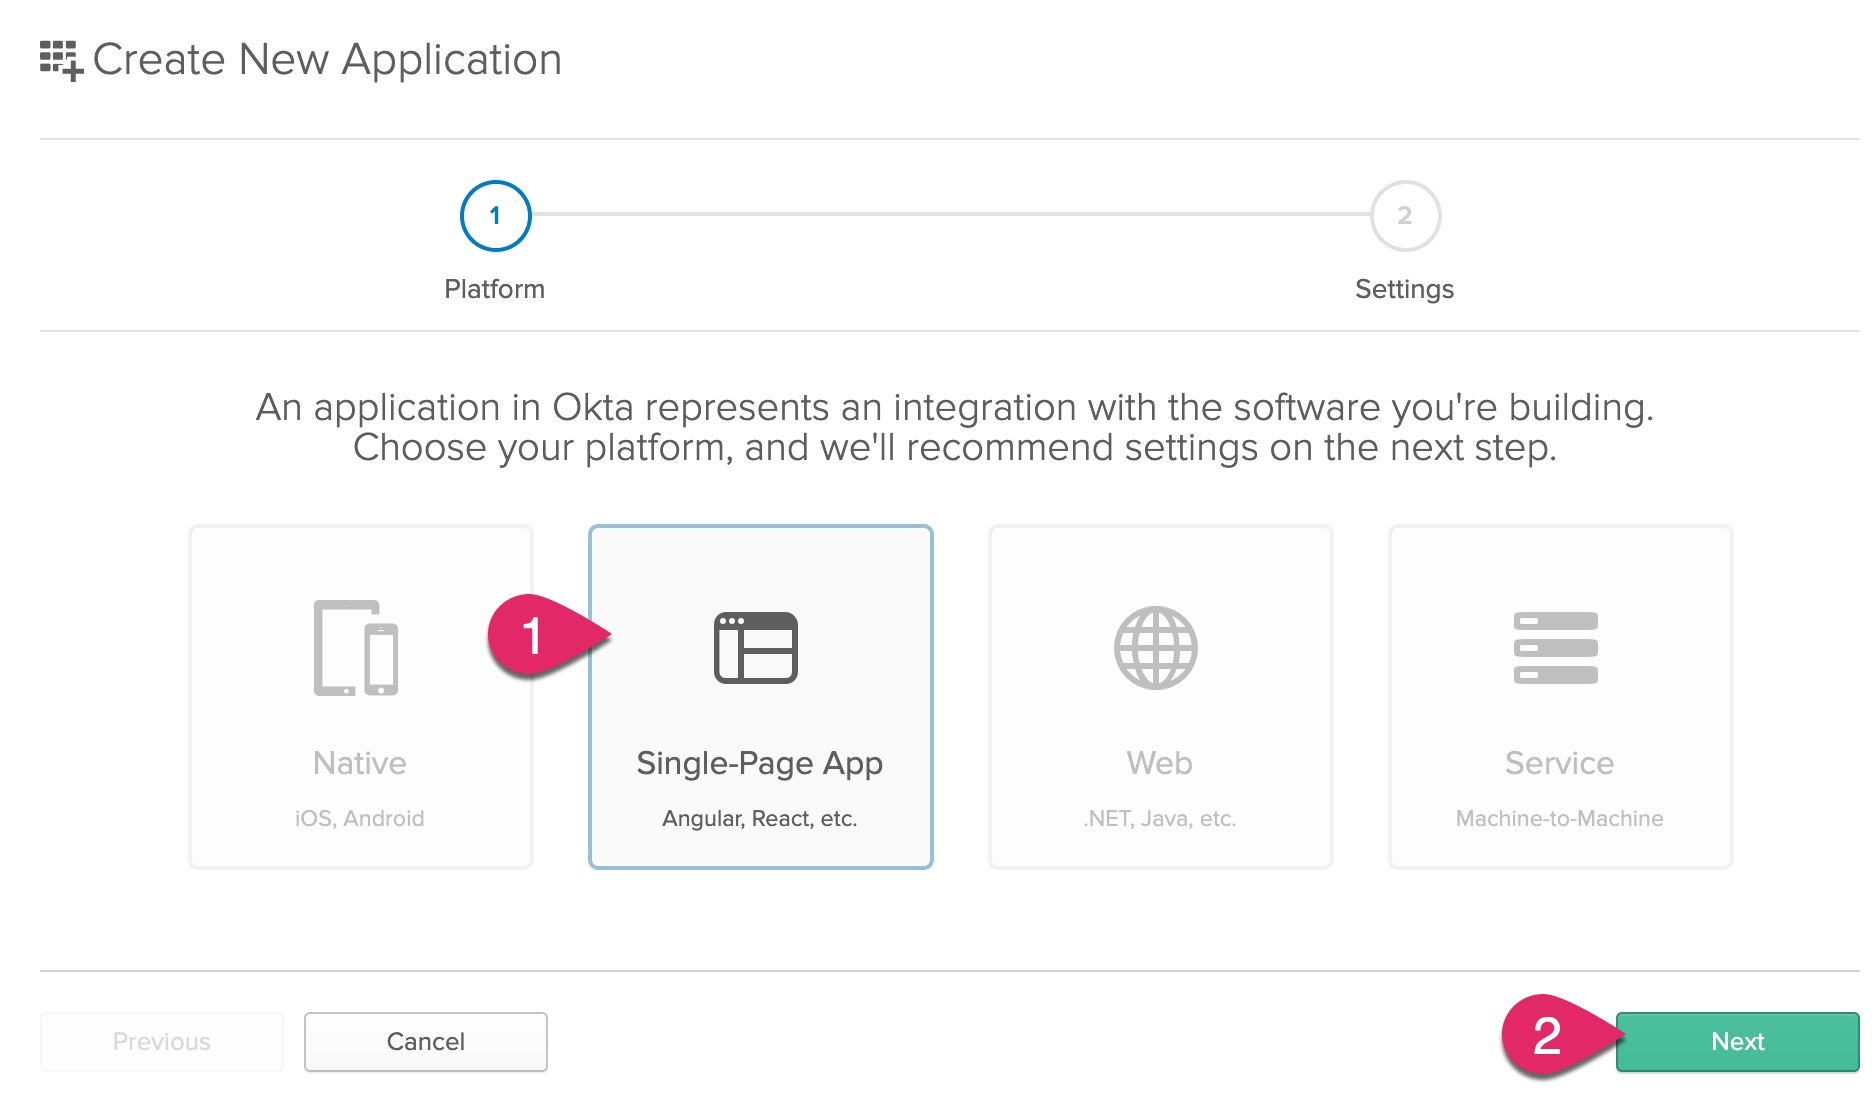 Create New Application
1
2
Platform
Settings
An application in Okta represents an integration with the software you're building.
Choose your platform, and we'll recommend settings on the next step.
1
Native
iOS, Android
Single-Page App
Angular, React, etc.
Web
.NET, Java, etc.
Service
Machine-to-Machine
Previous
Cancel
2
Next